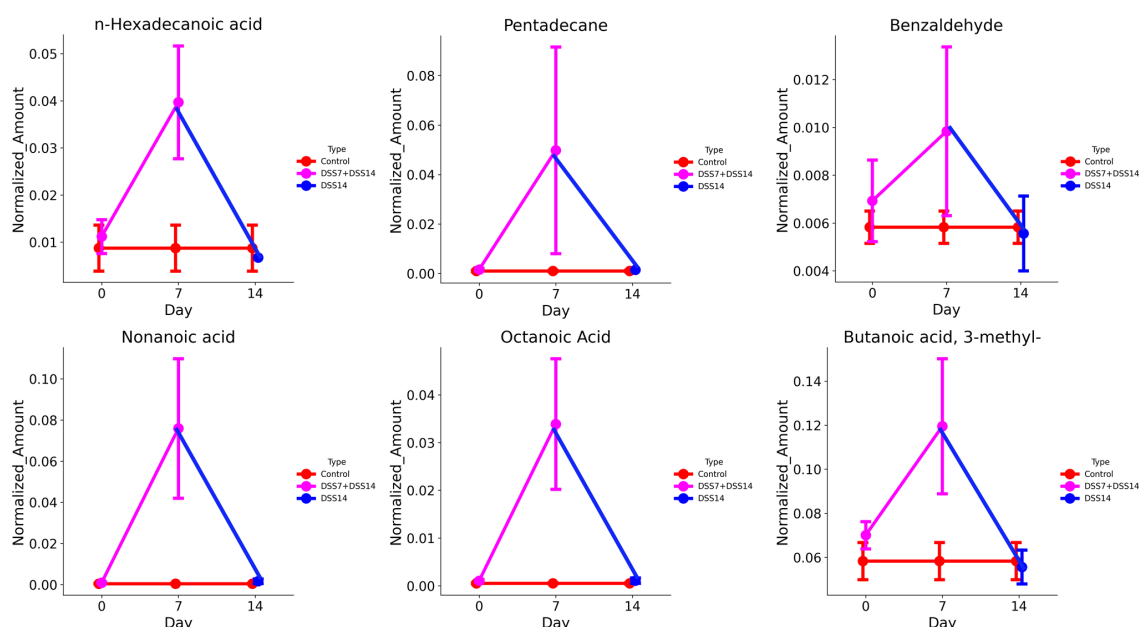 n-Hexadecanoic acid
Normalized_Amount
0.05
0.04
0.03
0.02
0.01
0
7
14
Day
Type
Control
DSS7+DSS14
DSS14
Pentadecane
Normalized_Amount
0.08
0.06
0.04
0.02
0.00
0
7
14
Day
Type
Control
DSS7+DSS14
DSS14
Benzaldehyde
Normalized_Amount
0.012
0.010
0.008
0.006
0.004
0
7
14
Day
Type
Control
DSS7+DSS14
DSS14
Nonanoic acid
Normalized_Amount
0.10
0.08
0.06
0.04
0.02
0.00
0
7
14
Day
Type
Control
DSS7+DSS14
DSS14
Octanoic Acid
Normalized_Amount
0.04
0.03
0.02
0.01
0.00
0
7
14
Day
Type
Control
DSS7+DSS14
DSS14
Butanoic acid, 3-methyl-
Normalized_Amount
0.14
0.12
0.10
0.08
0.06
0
7
14
Day
Type
Control
DSS7+DSS14
DSS14